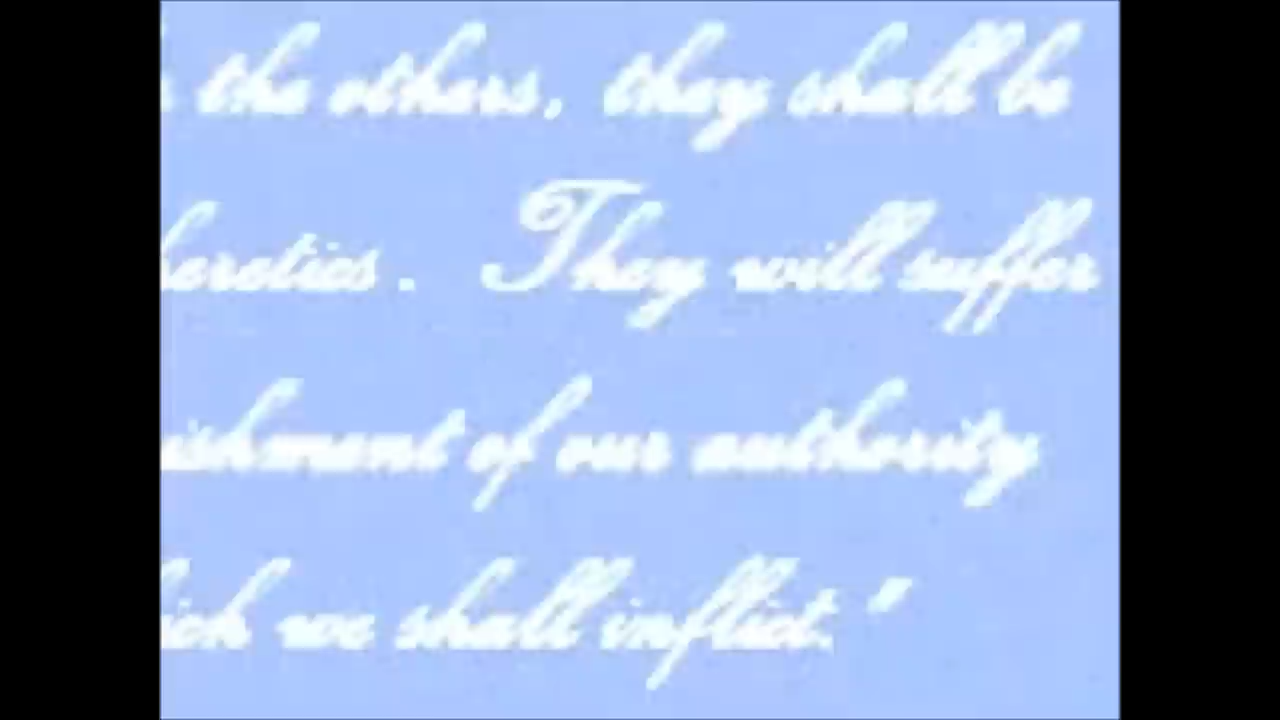 the others, they shall be
heretics. They will suffer
ishment of our authority
ich we shall inflict."